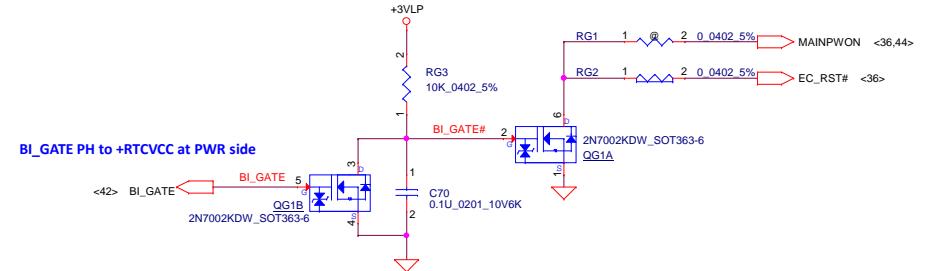 +3VLP
RG1 1 @ 2 0_0402_5% MAINPWON <36,44>
RG2 1 2 0_0402_5% EC_RST# <36>
2
RG3
10K_0402_5%
1
BI_GATE# 2 G
6 D
2N7002KDW_SOT363-6
QG1A
S
1
BI_GATE PH to +RTCVCC at PWR side
3 D
<42> BI_GATE BI_GATE 5 G
QG1B
2N7002KDW_SOT363-6
S
4
1
C70
0.1U_0201_10V6K
2